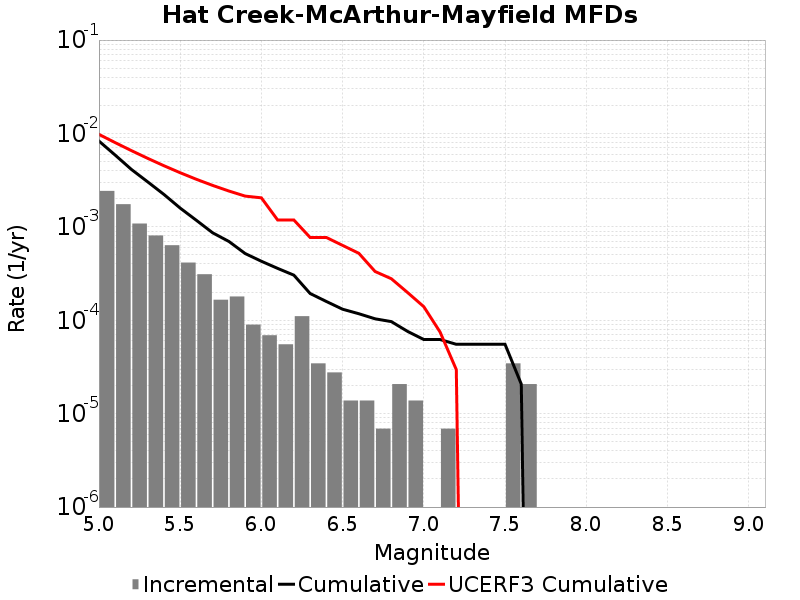 Hat Creek-McArthur-Mayfield MFDs
10-1
10-2
10-3
10-4
10-5
10-6
Rate (1/yr)
5.0 5.5 6.0 6.5 7.0 7.5 8.0 8.5 9.0
Magnitude
Incremental Cumulative UCERF3 Cumulative